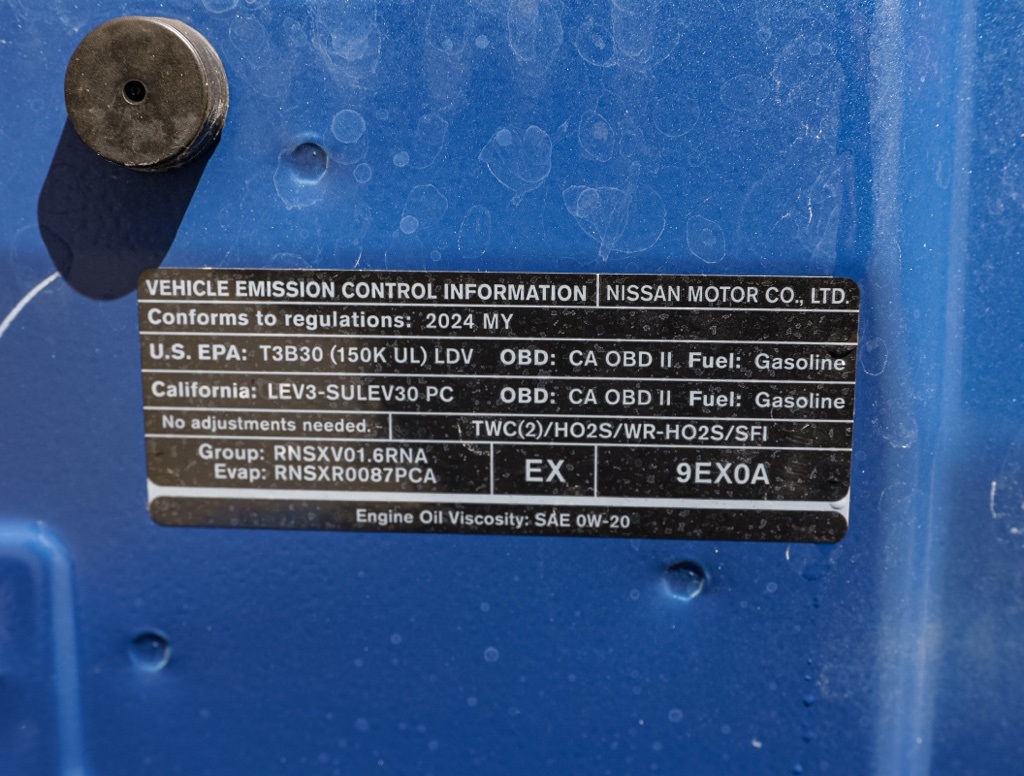 VEHICLE EMISSION CONTROL INFORMATION NISSAN MOTOR CO., LTD.
Conforms to regulations: 2024 MY
U.S. EPA: T3B30 (150K UL) LDV OBD: CA OBD II Fuel: Gasoline
California: LEV3-SULEV30 PC OBD: CA OBD II Fuel: Gasoline
No adjustments needed. TWC(2)/HO2S/WR-HO2S/SFI
Group: RNSXV01.6RNA
Evap: RNSXR0087PCA
EX
9EX0A
Engine Oil Viscosity: SAE 0W-20